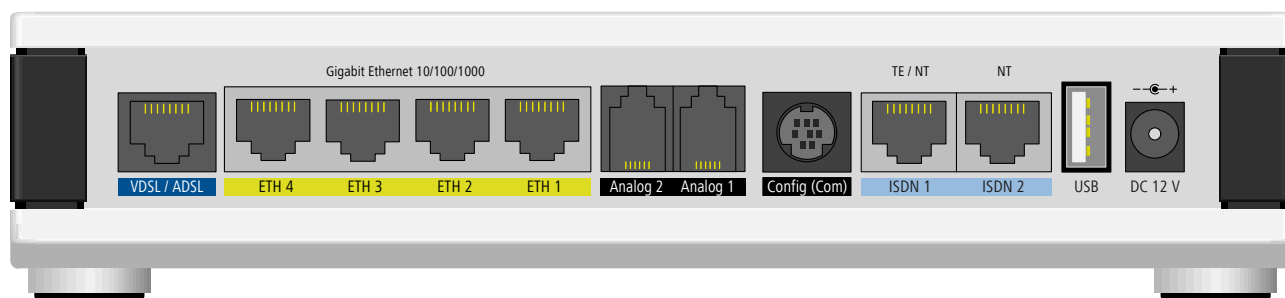 Gigabit Ethernet 10/100/1000
TE / NT
NT
VDSL / ADSL
ETH 4
ETH 3
ETH 2
ETH 1
Analog 2
Analog 1
Config (Com)
ISDN 1
ISDN 2
USB
DC 12 V